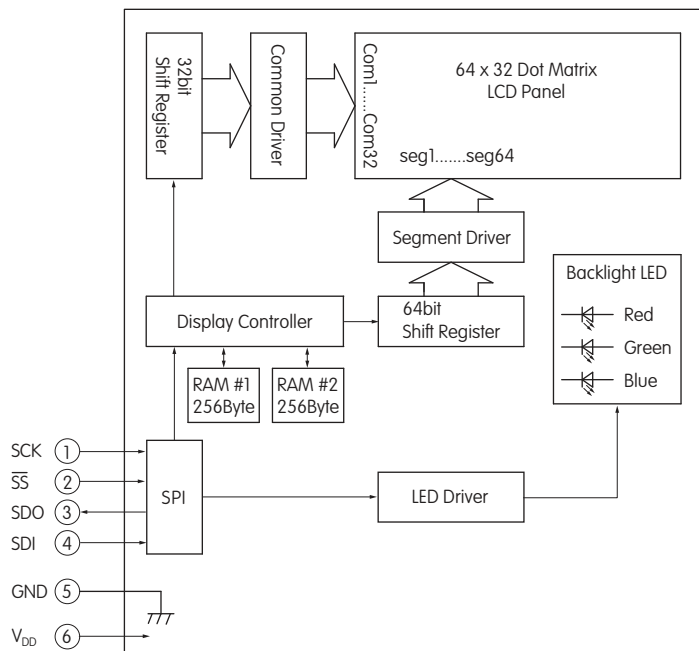 32bit
Shift Register
Common Driver
Com1......Com32
64 x 32 Dot Matrix
LCD Panel
seg1.......seg64
Segment Driver
Backlight LED
Red
Green
Blue
Display Controller
64bit
Shift Register
RAM #1
256Byte
RAM #2
256Byte
SCK 1
S̅S̅ 2
SDO 3
SDI 4
SPI
LED Driver
GND 5
VDD 6